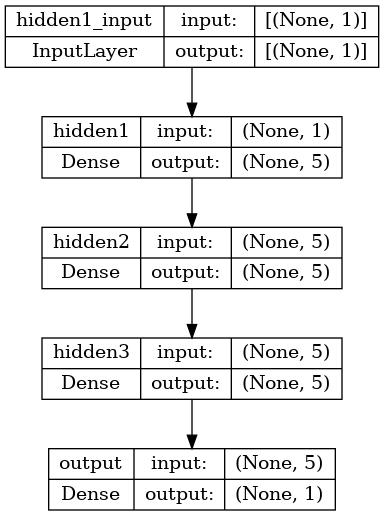 hidden1_input input: [(None, 1)]
InputLayer output: [(None, 1)]
hidden1 input: (None, 1)
Dense output: (None, 5)
hidden2 input: (None, 5)
Dense output: (None, 5)
hidden3 input: (None, 5)
Dense output: (None, 5)
output input: (None, 5)
Dense output: (None, 1)